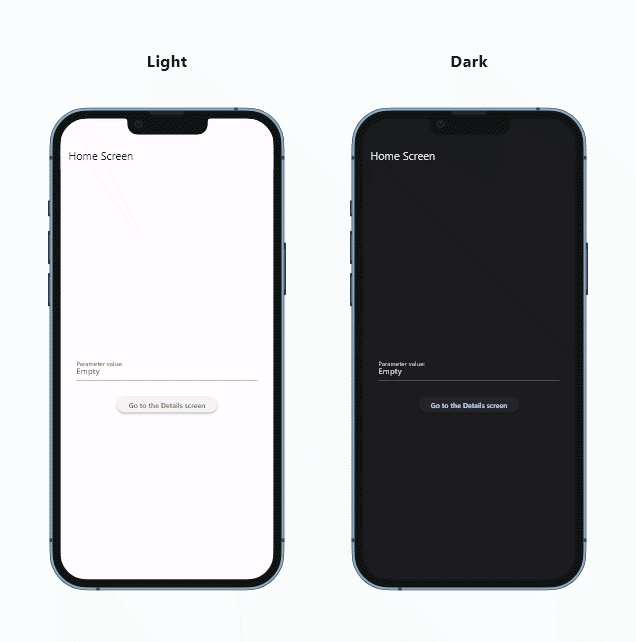 Light
Dark
Home Screen
Parameter value:
Empty
Go to the Details screen
Home Screen
Parameter value:
Empty
Go to the Details screen